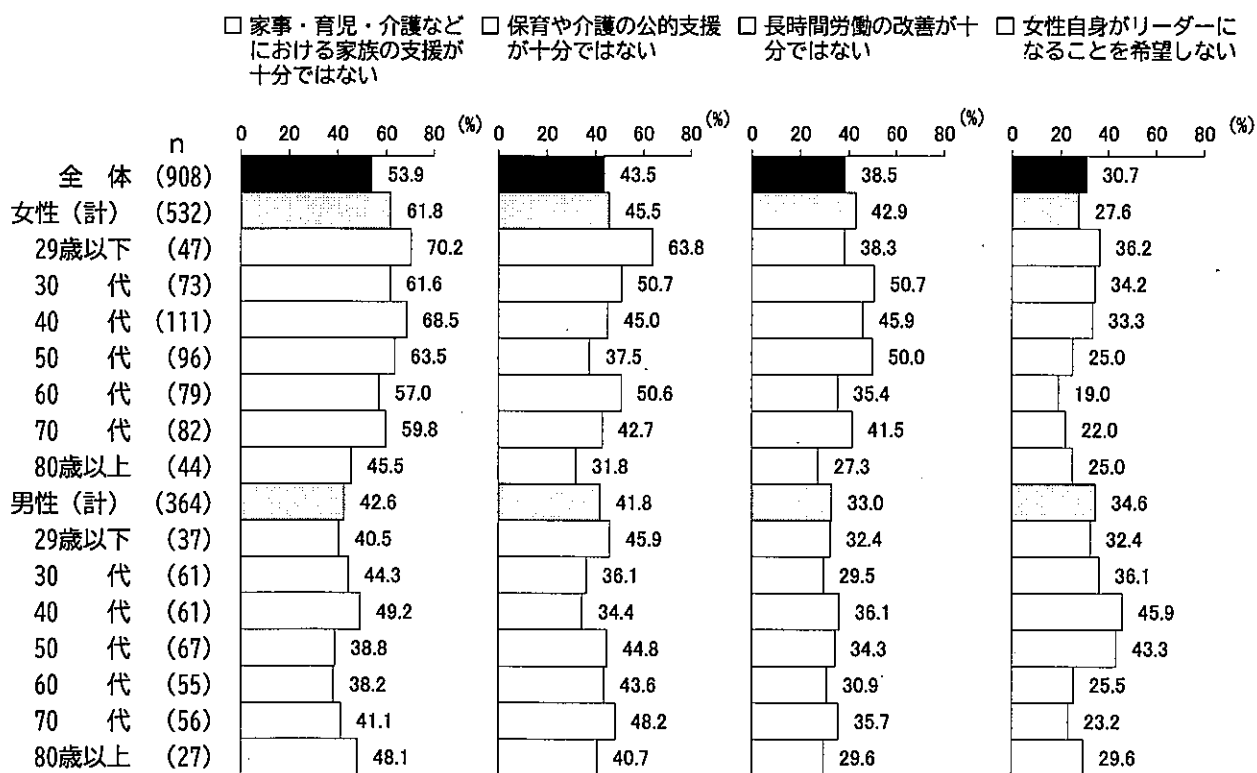 □ 家事・育児・介護など
における家族の支援が
十分ではない
□ 保育や介護の公的支援
が十分ではない
□ 長時間労働の改善が十
分ではない
□ 女性自身がリーダーに
なることを希望しない
0 20 40 60 80 (%) 0 20 40 60 80 (%) 0 20 40 60 80 (%) 0 20 40 60 80 (%)
n
全 体 (908) 53.9 43.5 38.5 30.7
女性(計) (532) 61.8 45.5 42.9 27.6
29歳以下 (47) 70.2 63.8 38.3 36.2
30 代 (73) 61.6 50.7 50.7 34.2
40 代 (111) 68.5 45.0 45.9 33.3
50 代 (96) 63.5 37.5 50.0 25.0
60 代 (79) 57.0 50.6 35.4 19.0
70 代 (82) 59.8 42.7 41.5 22.0
80歳以上 (44) 45.5 31.8 27.3 25.0
男性(計) (364) 42.6 41.8 33.0 34.6
29歳以下 (37) 40.5 45.9 32.4 32.4
30 代 (61) 44.3 36.1 29.5 36.1
40 代 (61) 49.2 34.4 36.1 45.9
50 代 (67) 38.8 44.8 34.3 43.3
60 代 (55) 38.2 43.6 30.9 25.5
70 代 (56) 41.1 48.2 35.7 23.2
80歳以上 (27) 48.1 40.7 29.6 29.6